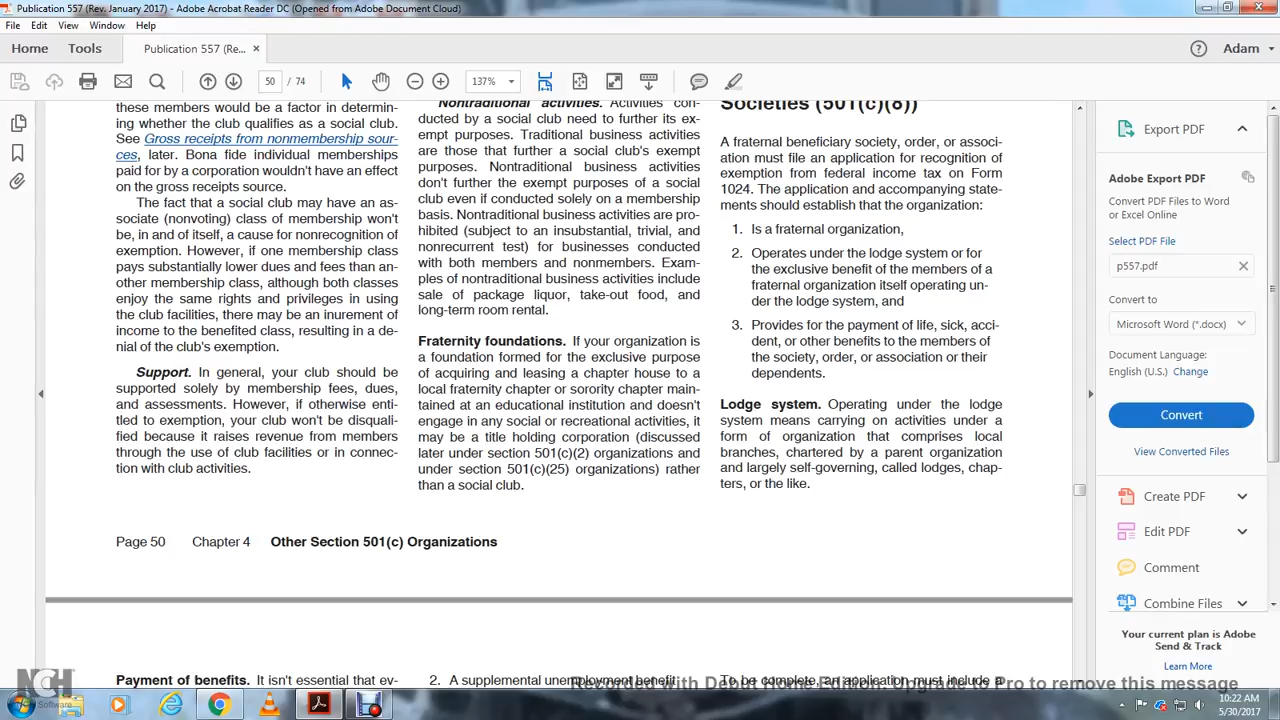 Publication 557 (Rev. January 2017) - Adobe Acrobat Reader DC (Opened from Adobe Document Cloud)
File Edit View Window Help
Home Tools Publication 557 (Re... × Adam
50 / 74 137%
these members would be a factor in determin-
ing whether the club qualifies as a social club.
See Gross receipts from nonmembership sour-
ces, later. Bona fide individual memberships
paid for by a corporation wouldn't have an effect
on the gross receipts source.
The fact that a social club may have an as-
sociate (nonvoting) class of membership won't
be, in and of itself, a cause for nonrecognition of
exemption. However, if one membership class
pays substantially lower dues and fees than an-
other membership class, although both classes
enjoy the same rights and privileges in using
the club facilities, there may be an inurement of
income to the benefited class, resulting in a de-
nial of the club's exemption.
Support. In general, your club should be
supported solely by membership fees, dues,
and assessments. However, if otherwise enti-
tled to exemption, your club won't be disquali-
fied because it raises revenue from members
through the use of club facilities or in connec-
tion with club activities.
Nontraditional activities. Activities con-
ducted by a social club need to further its ex-
empt purposes. Traditional business activities
are those that further a social club's exempt
purposes. Nontraditional business activities
don't further the exempt purposes of a social
club even if conducted solely on a membership
basis. Nontraditional business activities are pro-
hibited (subject to an insubstantial, trivial, and
nonrecurrent test) for businesses conducted
with both members and nonmembers. Exam-
ples of nontraditional business activities include
sale of package liquor, take-out food, and
long-term room rental.
Fraternity foundations. If your organization is
a foundation formed for the exclusive purpose
of acquiring and leasing a chapter house to a
local fraternity chapter or sorority chapter main-
tained at an educational institution and doesn't
engage in any social or recreational activities, it
may be a title holding corporation (discussed
later under section 501(c)(2) organizations and
under section 501(c)(25) organizations) rather
than a social club.
Societies (501(c)(8))
A fraternal beneficiary society, order, or associ-
ation must file an application for recognition of
exemption from federal income tax on Form
1024. The application and accompanying state-
ments should establish that the organization:
1. Is a fraternal organization,
2. Operates under the lodge system or for
the exclusive benefit of the members of a
fraternal organization itself operating un-
der the lodge system, and
3. Provides for the payment of life, sick, acci-
dent, or other benefits to the members of
the society, order, or association or their
dependents.
Lodge system. Operating under the lodge
system means carrying on activities under a
form of organization that comprises local
branches, chartered by a parent organization
and largely self-governing, called lodges, chap-
ters, or the like.
Page 50 Chapter 4 Other Section 501(c) Organizations
Payment of benefits. It isn't essential that ev-
2. A supplemental unemployment benefit
To be complete, an application must include a
Export PDF
Adobe Export PDF
Convert PDF Files to Word
or Excel Online
Select PDF File
p557.pdf
Convert to
Microsoft Word (*.docx)
Document Language:
English (U.S.) Change
Convert
View Converted Files
Create PDF
Edit PDF
Comment
Combine Files
Your current plan is Adobe
Send & Track
Learn More
NCH
Software
Recorded with Debut Home Edition. Upgrade to Pro to remove this message
10:22 AM
5/30/2017